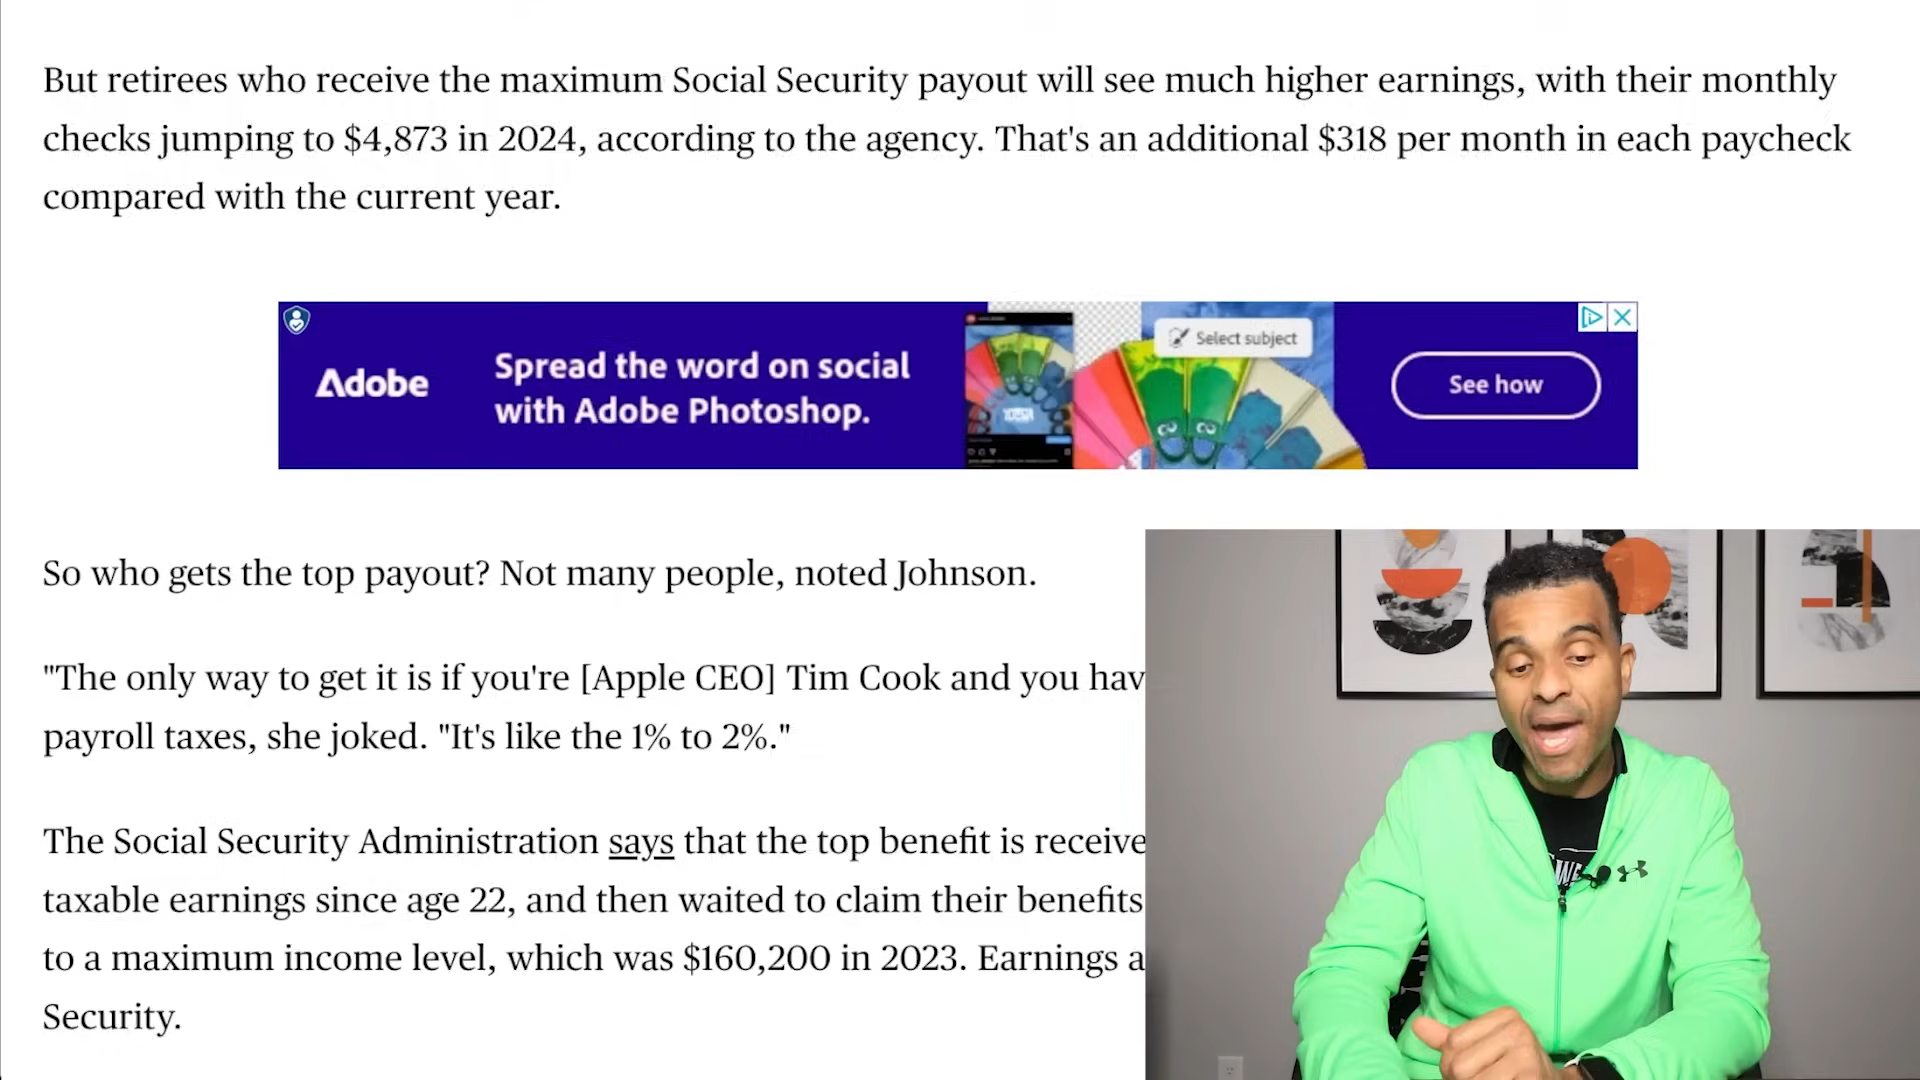 But retirees who receive the maximum Social Security payout will see much higher earnings, with their monthly
checks jumping to $4,873 in 2024, according to the agency. That's an additional $318 per month in each paycheck
compared with the current year.
Adobe
Spread the word on social
with Adobe Photoshop.
Select subject
See how
So who gets the top payout? Not many people, noted Johnson.
"The only way to get it is if you're [Apple CEO] Tim Cook and you hav
payroll taxes, she joked. "It's like the 1% to 2%."
The Social Security Administration says that the top benefit is receive
taxable earnings since age 22, and then waited to claim their benefits
to a maximum income level, which was $160,200 in 2023. Earnings a
Security.